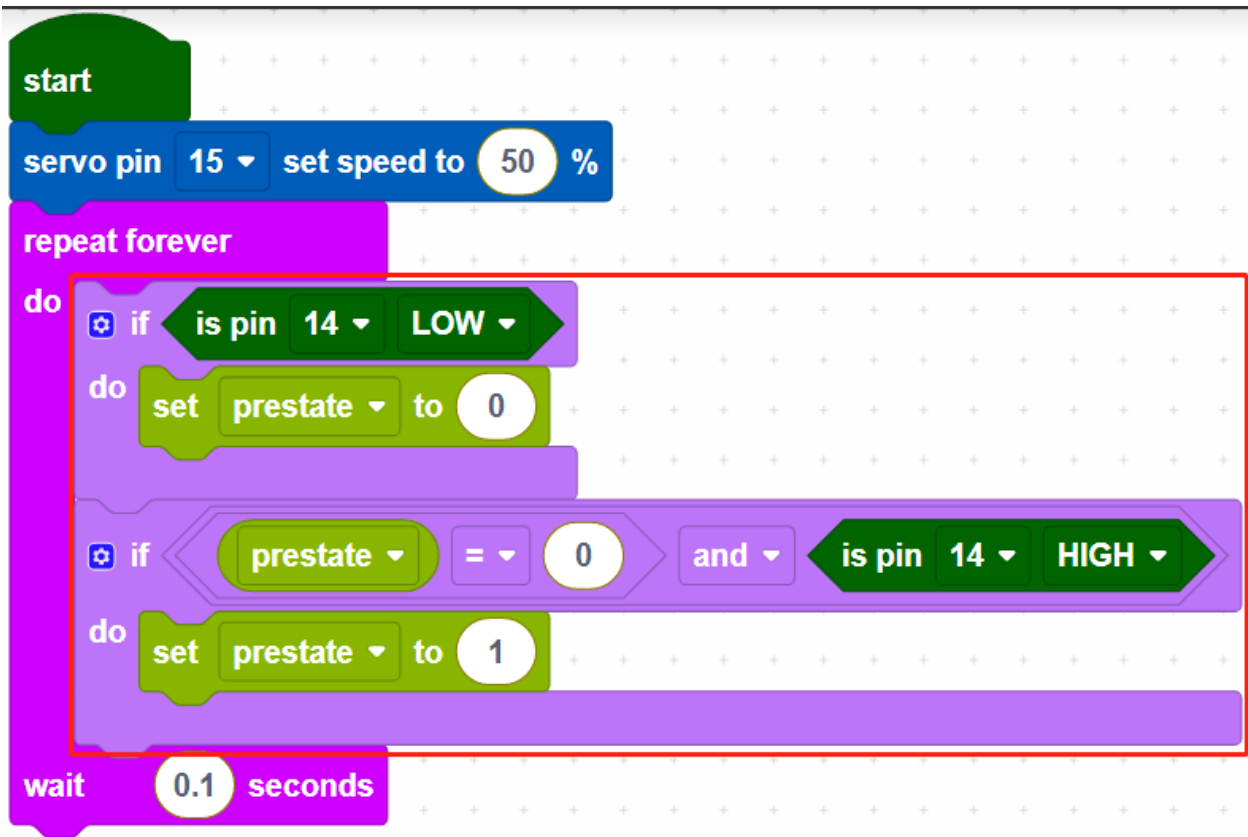 start
servo pin 15 set speed to 50 %
repeat forever
do
if is pin 14 LOW
do set prestate to 0
if prestate = 0 and is pin 14 HIGH
do set prestate to 1
wait 0.1 seconds